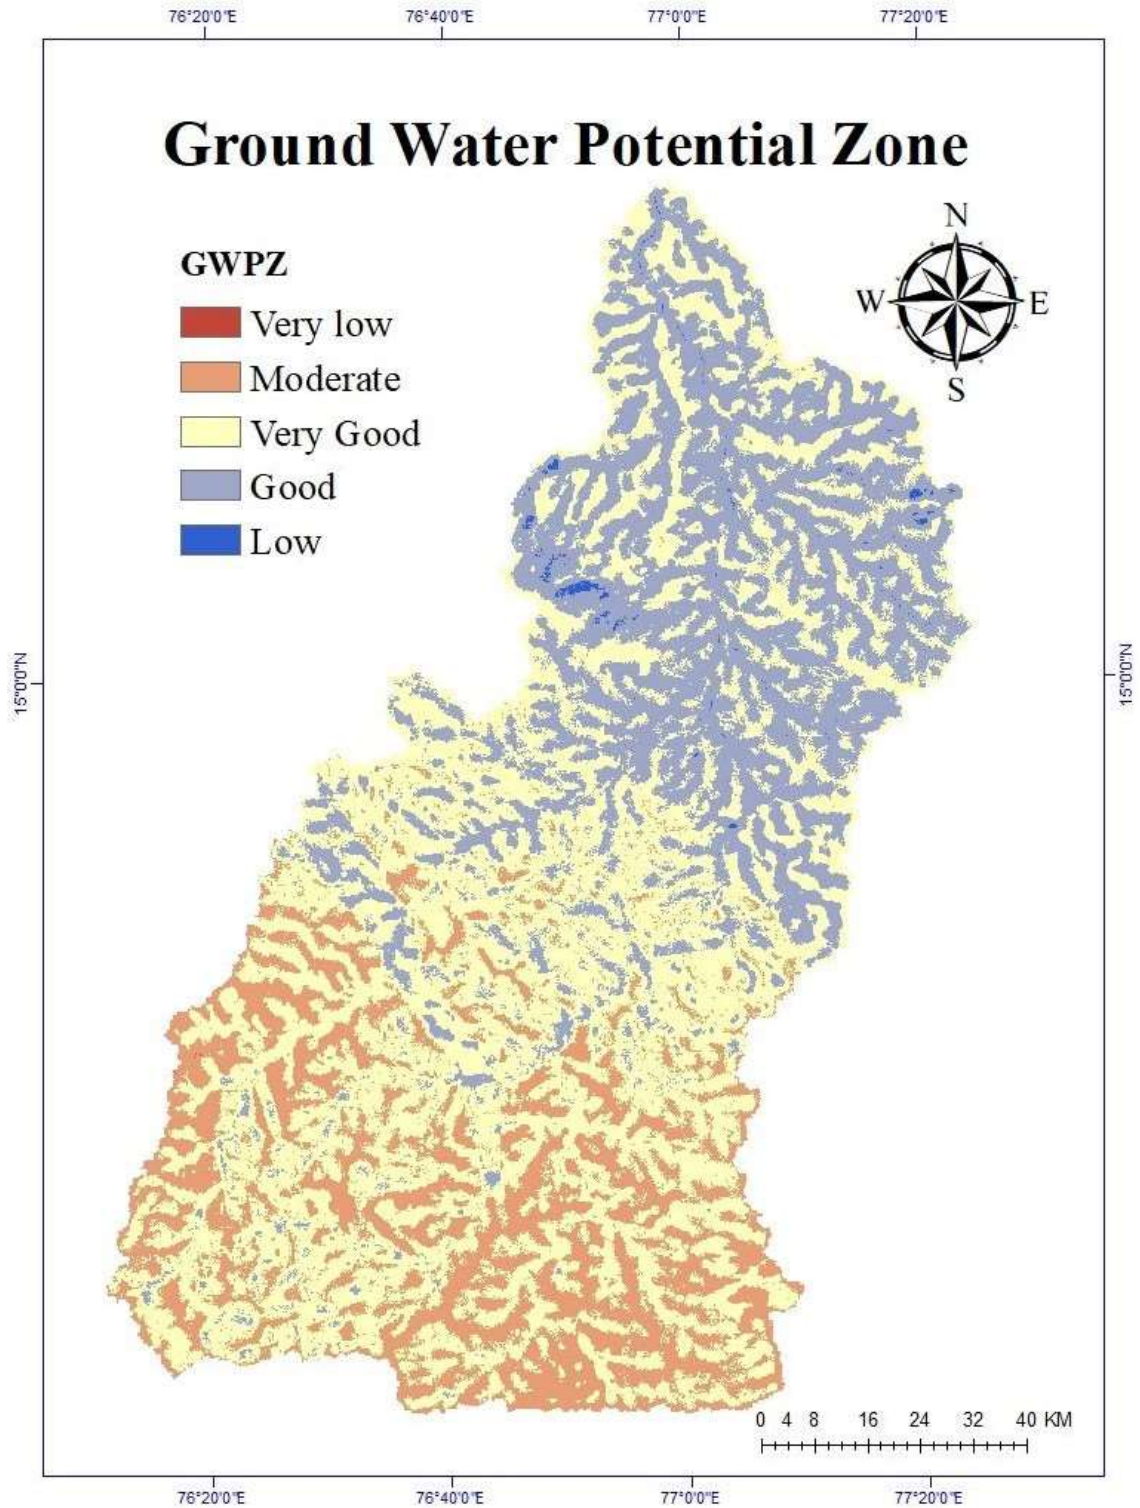 76°20'0"E 76°40'0"E 77°0'0"E 77°20'0"E
Ground Water Potential Zone
N
W E
S
GWPZ
Very low
Moderate
Very Good
Good
Low
15°0'0"N 15°0'0"N
0 4 8 16 24 32 40 KM
76°20'0"E 76°40'0"E 77°0'0"E 77°20'0"E